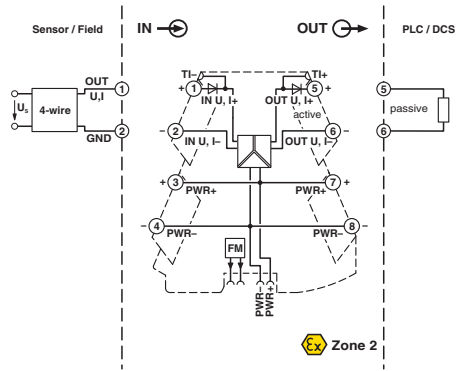 Sensor / Field
IN
OUT
PLC / DCS
TI–
TI+
OUT
1
U,I
+
1
IN U, I+
OUT U, I+
5
+
5
active
Us
4-wire
passive
2
GND
–
2
IN U, I–
OUT U, I–
6
–
6
+
3
PWR+
PWR+
7
+
–
4
PWR–
PWR–
8
–
FM
PWR–
PWR+
Ex
Zone 2